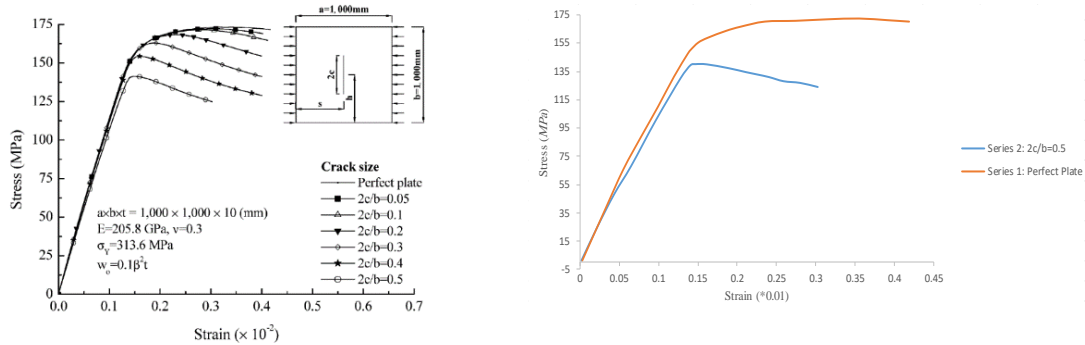 a=1,000mm
b=1,000mm
2c
h
s
175
150
125
100
75
50
25
0
Stress (MPa)
Crack size
Perfect plate
2c/b=0.05
2c/b=0.1
2c/b=0.2
2c/b=0.3
2c/b=0.4
2c/b=0.5
a×b×t = 1,000 × 1,000 × 10 (mm)
E=205.8 GPa, ν=0.3
σY=313.6 MPa
wo=0.1β²t
0.0 0.1 0.2 0.3 0.4 0.5 0.6 0.7
Strain (× 10⁻²)
175
155
135
115
95
75
55
35
15
-5
Stress (MPa)
0 0.05 0.1 0.15 0.2 0.25 0.3 0.35 0.4 0.45
Strain (*0.01)
Series 2: 2c/b=0.5
Series 1: Perfect Plate